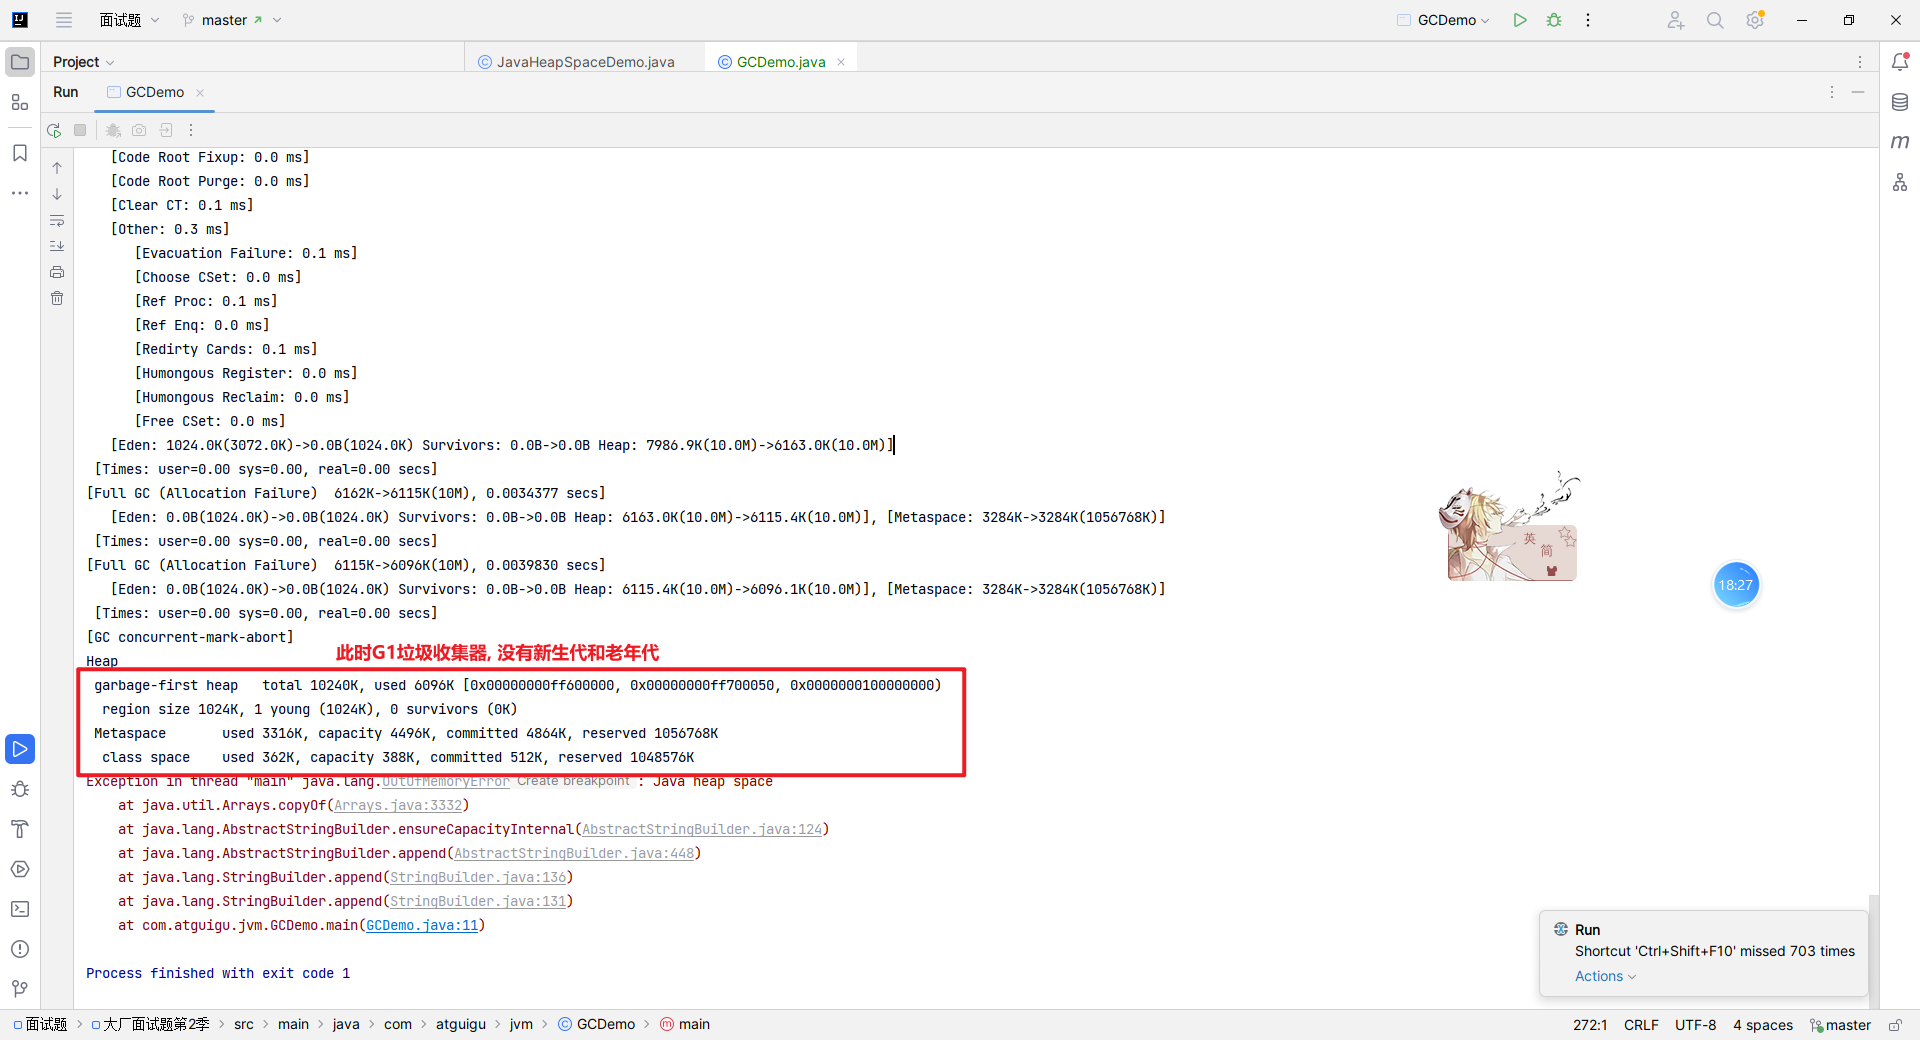 面试题 master GCDemo
Project JavaHeapSpaceDemo.java GCDemo.java
Run GCDemo
[Code Root Fixup: 0.0 ms]
[Code Root Purge: 0.0 ms]
[Clear CT: 0.1 ms]
[Other: 0.3 ms]
[Evacuation Failure: 0.1 ms]
[Choose CSet: 0.0 ms]
[Ref Proc: 0.1 ms]
[Ref Enq: 0.0 ms]
[Redirty Cards: 0.1 ms]
[Humongous Register: 0.0 ms]
[Humongous Reclaim: 0.0 ms]
[Free CSet: 0.0 ms]
[Eden: 1024.0K(3072.0K)->0.0B(1024.0K) Survivors: 0.0B->0.0B Heap: 7986.9K(10.0M)->6163.0K(10.0M)]
[Times: user=0.00 sys=0.00, real=0.00 secs]
[Full GC (Allocation Failure)  6162K->6115K(10M), 0.0034377 secs]
[Eden: 0.0B(1024.0K)->0.0B(1024.0K) Survivors: 0.0B->0.0B Heap: 6163.0K(10.0M)->6115.4K(10.0M)], [Metaspace: 3284K->3284K(1056768K)]
[Times: user=0.00 sys=0.00, real=0.00 secs]
[Full GC (Allocation Failure)  6115K->6096K(10M), 0.0039830 secs]
[Eden: 0.0B(1024.0K)->0.0B(1024.0K) Survivors: 0.0B->0.0B Heap: 6115.4K(10.0M)->6096.1K(10.0M)], [Metaspace: 3284K->3284K(1056768K)]
[Times: user=0.00 sys=0.00, real=0.00 secs]
[GC concurrent-mark-abort]
此时G1垃圾收集器, 没有新生代和老年代
Heap
garbage-first heap   total 10240K, used 6096K [0x00000000ff600000, 0x00000000ff700050, 0x0000000100000000)
region size 1024K, 1 young (1024K), 0 survivors (0K)
Metaspace       used 3316K, capacity 4496K, committed 4864K, reserved 1056768K
class space    used 362K, capacity 388K, committed 512K, reserved 1048576K
Exception in thread "main" java.lang.OutOfMemoryError Create breakpoint : Java heap space
at java.util.Arrays.copyOf(Arrays.java:3332)
at java.lang.AbstractStringBuilder.ensureCapacityInternal(AbstractStringBuilder.java:124)
at java.lang.AbstractStringBuilder.append(AbstractStringBuilder.java:448)
at java.lang.StringBuilder.append(StringBuilder.java:136)
at java.lang.StringBuilder.append(StringBuilder.java:131)
at com.atguigu.jvm.GCDemo.main(GCDemo.java:11)
Process finished with exit code 1
英
简
18:27
Run
Shortcut 'Ctrl+Shift+F10' missed 703 times
Actions
面试题 大厂面试题第2季 src main java com atguigu jvm GCDemo main 272:1 CRLF UTF-8 4 spaces master